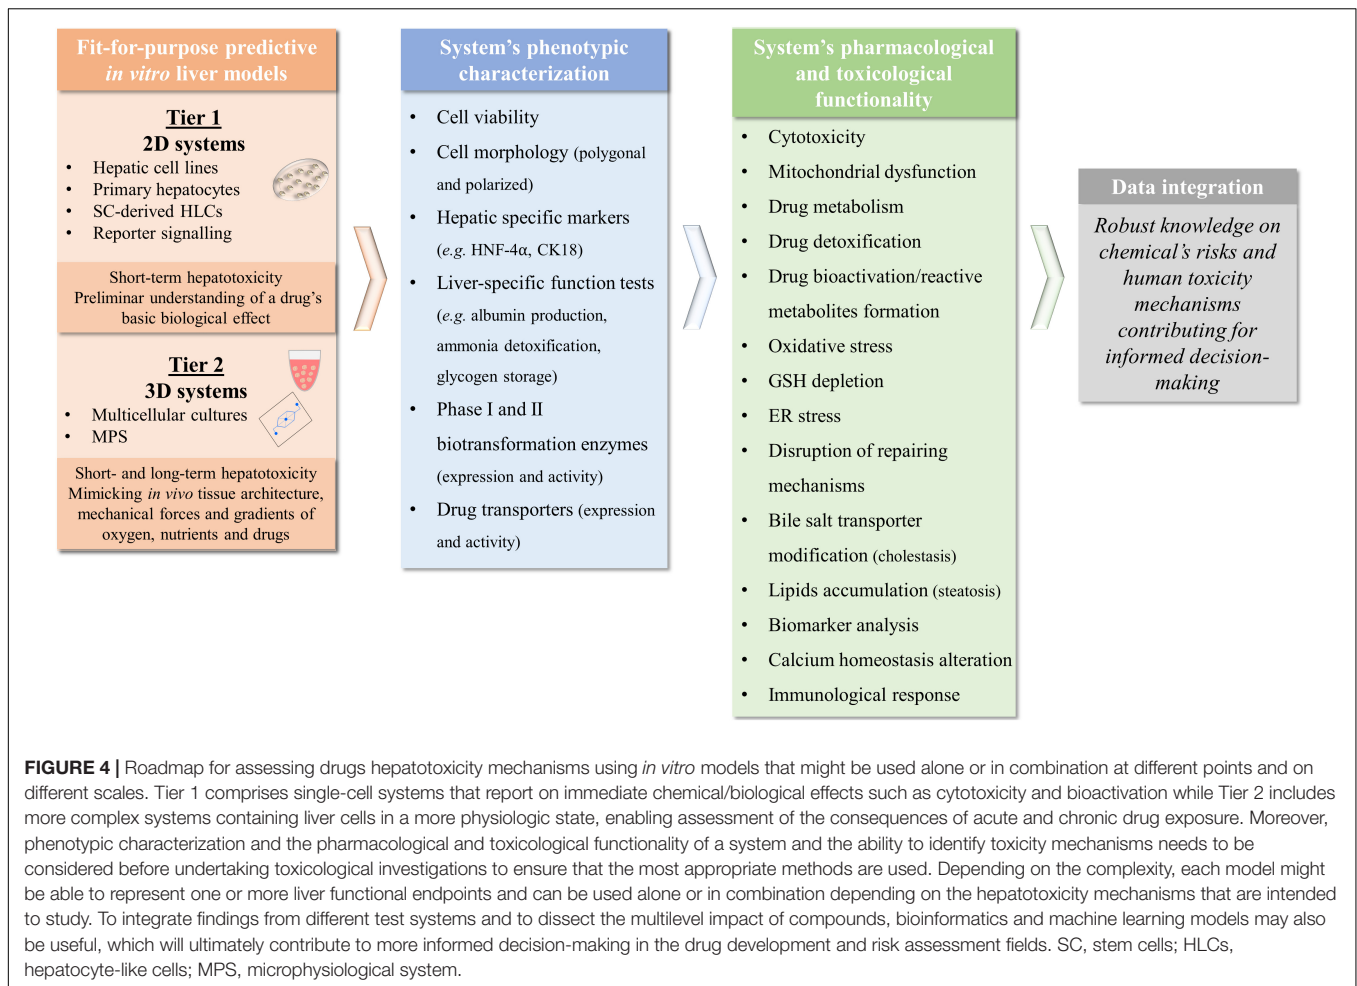 Fit-for-purpose predictive
in vitro liver models
Tier 1
2D systems
• Hepatic cell lines
• Primary hepatocytes
• SC-derived HLCs
• Reporter signalling
Short-term hepatotoxicity
Preliminar understanding of a drug's
basic biological effect
Tier 2
3D systems
• Multicellular cultures
• MPS
Short- and long-term hepatotoxicity
Mimicking in vivo tissue architecture,
mechanical forces and gradients of
oxygen, nutrients and drugs
System's phenotypic
characterization
• Cell viability
• Cell morphology (polygonal
and polarized)
• Hepatic specific markers
(e.g. HNF-4α, CK18)
• Liver-specific function tests
(e.g. albumin production,
ammonia detoxification,
glycogen storage)
• Phase I and II
biotransformation enzymes
(expression and activity)
• Drug transporters (expression
and activity)
System's pharmacological
and toxicological
functionality
• Cytotoxicity
• Mitochondrial dysfunction
• Drug metabolism
• Drug detoxification
• Drug bioactivation/reactive
metabolites formation
• Oxidative stress
• GSH depletion
• ER stress
• Disruption of repairing
mechanisms
• Bile salt transporter
modification (cholestasis)
• Lipids accumulation (steatosis)
• Biomarker analysis
• Calcium homeostasis alteration
• Immunological response
Data integration
Robust knowledge on
chemical's risks and
human toxicity
mechanisms
contributing for
informed decision-
making
FIGURE 4 | Roadmap for assessing drugs hepatotoxicity mechanisms using in vitro models that might be used alone or in combination at different points and on
different scales. Tier 1 comprises single-cell systems that report on immediate chemical/biological effects such as cytotoxicity and bioactivation while Tier 2 includes
more complex systems containing liver cells in a more physiologic state, enabling assessment of the consequences of acute and chronic drug exposure. Moreover,
phenotypic characterization and the pharmacological and toxicological functionality of a system and the ability to identify toxicity mechanisms needs to be
considered before undertaking toxicological investigations to ensure that the most appropriate methods are used. Depending on the complexity, each model might
be able to represent one or more liver functional endpoints and can be used alone or in combination depending on the hepatotoxicity mechanisms that are intended
to study. To integrate findings from different test systems and to dissect the multilevel impact of compounds, bioinformatics and machine learning models may also
be useful, which will ultimately contribute to more informed decision-making in the drug development and risk assessment fields. SC, stem cells; HLCs,
hepatocyte-like cells; MPS, microphysiological system.